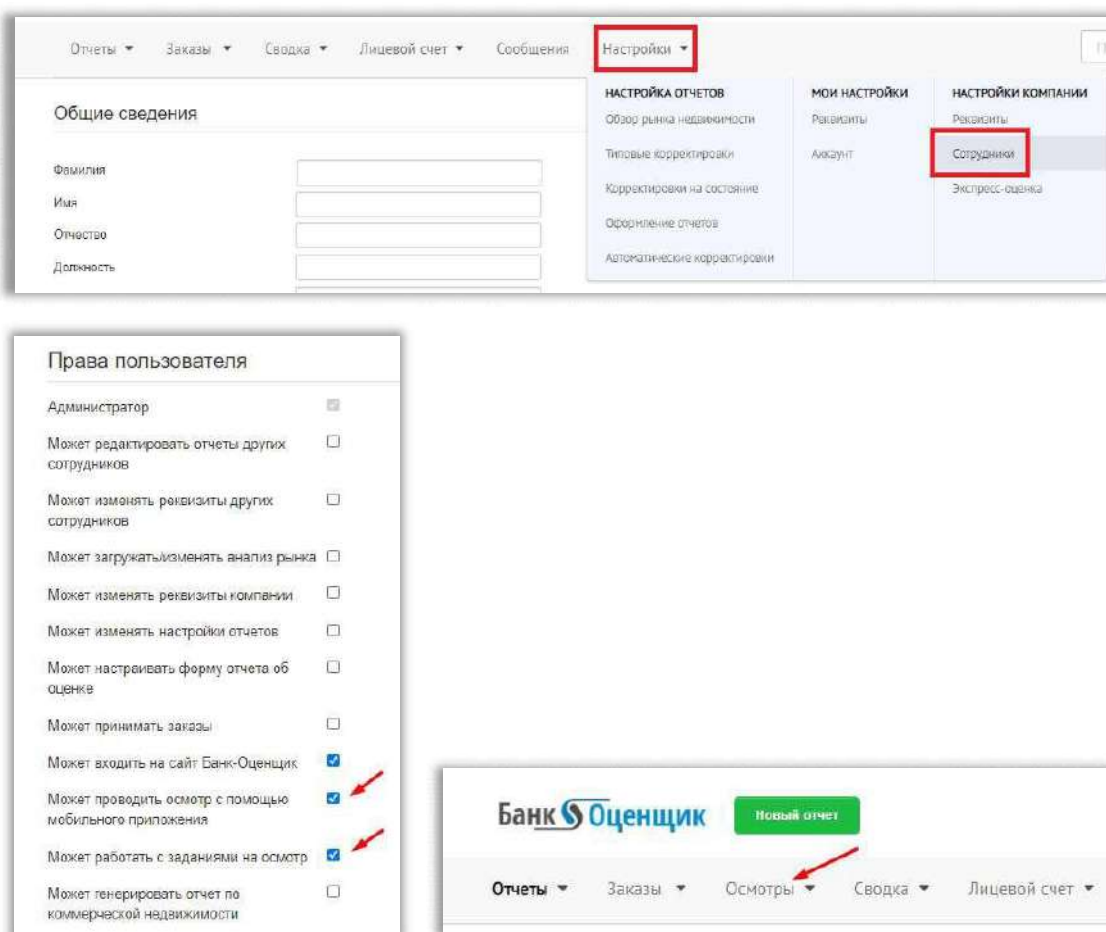 Отчеты Заказы Сводка Лицевой счет Сообщения Настройки
Общие сведения
Фамилия
Имя
Отчество
Должность
НАСТРОЙКА ОТЧЕТОВ
Обзор рынка недвижимости
Типовые корректировки
Корректировки на состояние
Оформление отчетов
Автоматические корректировки
МОИ НАСТРОЙКИ
Реквизиты
Аккаунт
НАСТРОЙКИ КОМПАНИИ
Реквизиты
Сотрудники
Экспресс-оценка
Права пользователя
Администратор
Может редактировать отчеты других
сотрудников
Может изменять реквизиты других
сотрудников
Может загружать/изменять анализ рынка
Может изменять реквизиты компании
Может изменять настройки отчетов
Может настраивать форму отчета об
оценке
Может принимать заказы
Может входить на сайт Банк-Оценщик
Может проводить осмотр с помощью
мобильного приложения
Может работать с заданиями на осмотр
Может генерировать отчет по
коммерческой недвижимости
Банк Оценщик Новый отчет
Отчеты Заказы Осмотры Сводка Лицевой счет